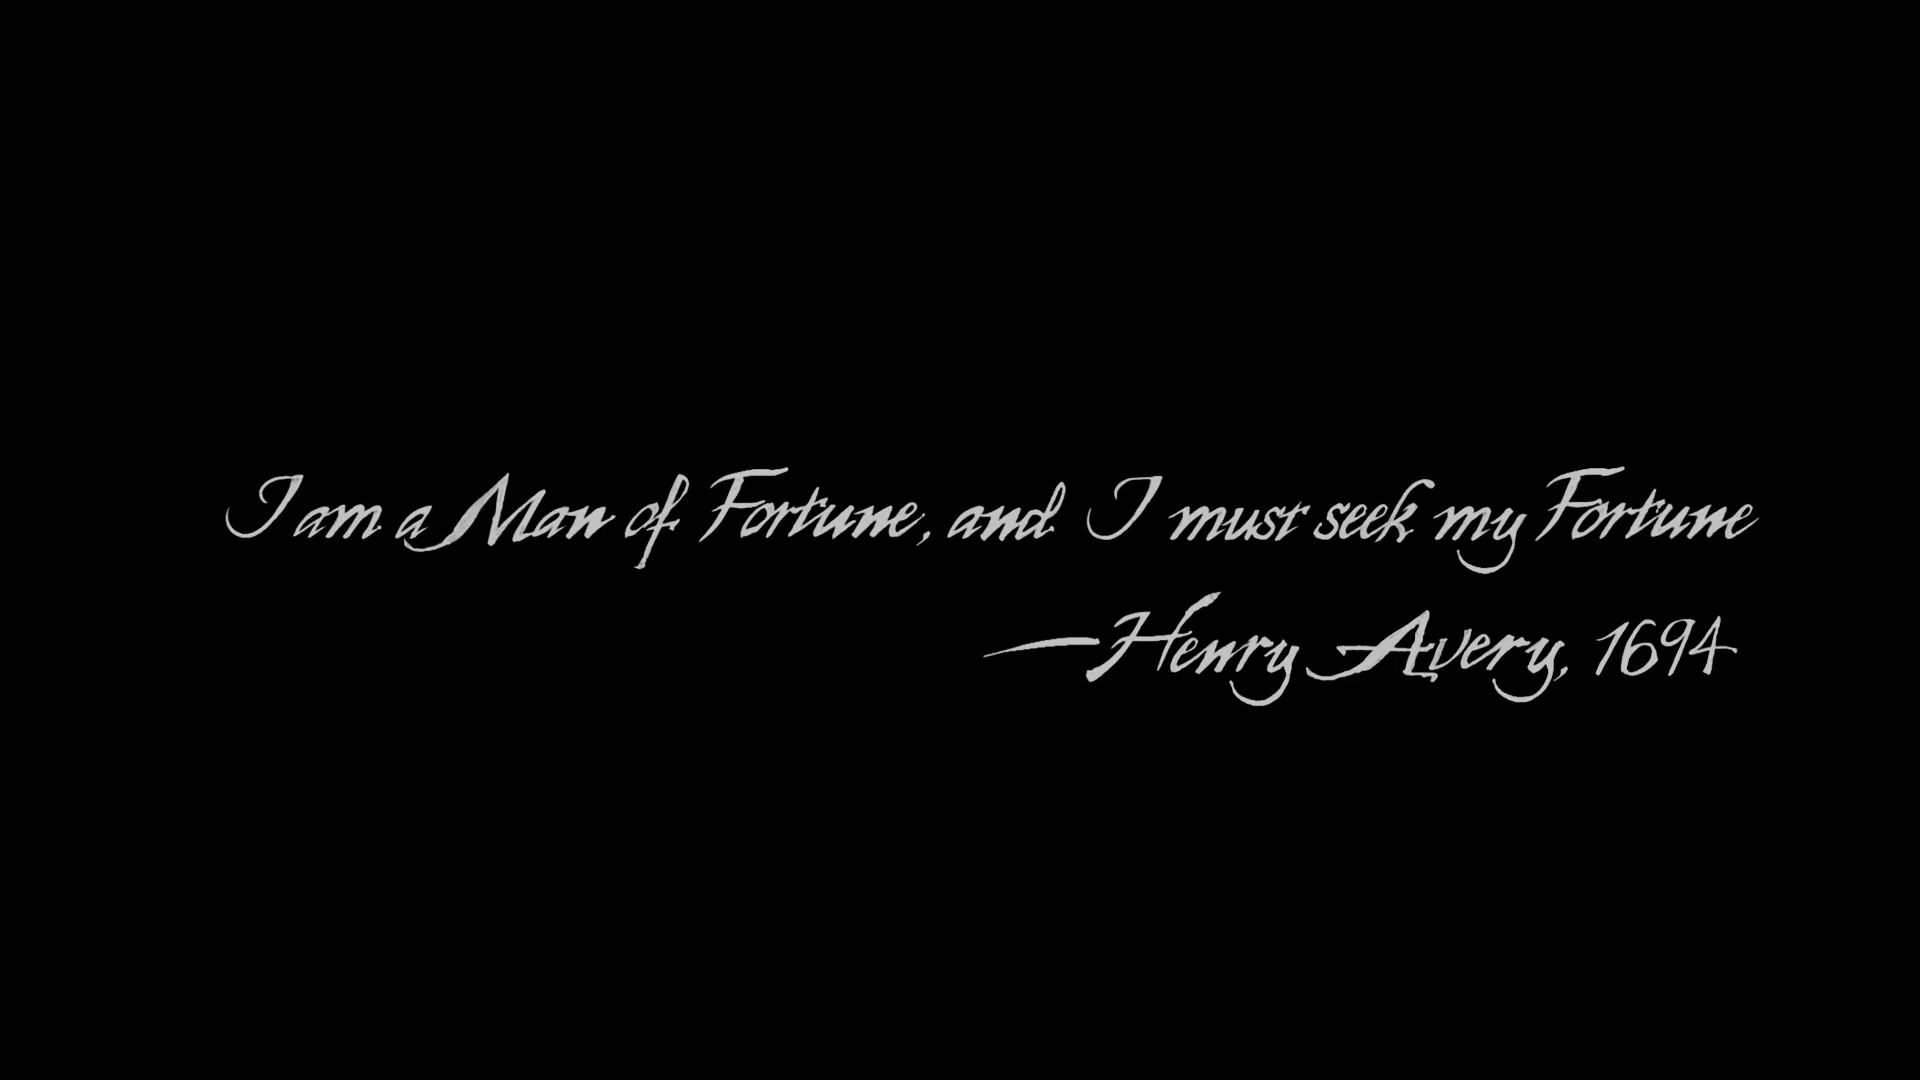 I am a Man of Fortune, and I must seek my Fortune
—Henry Avery, 1694